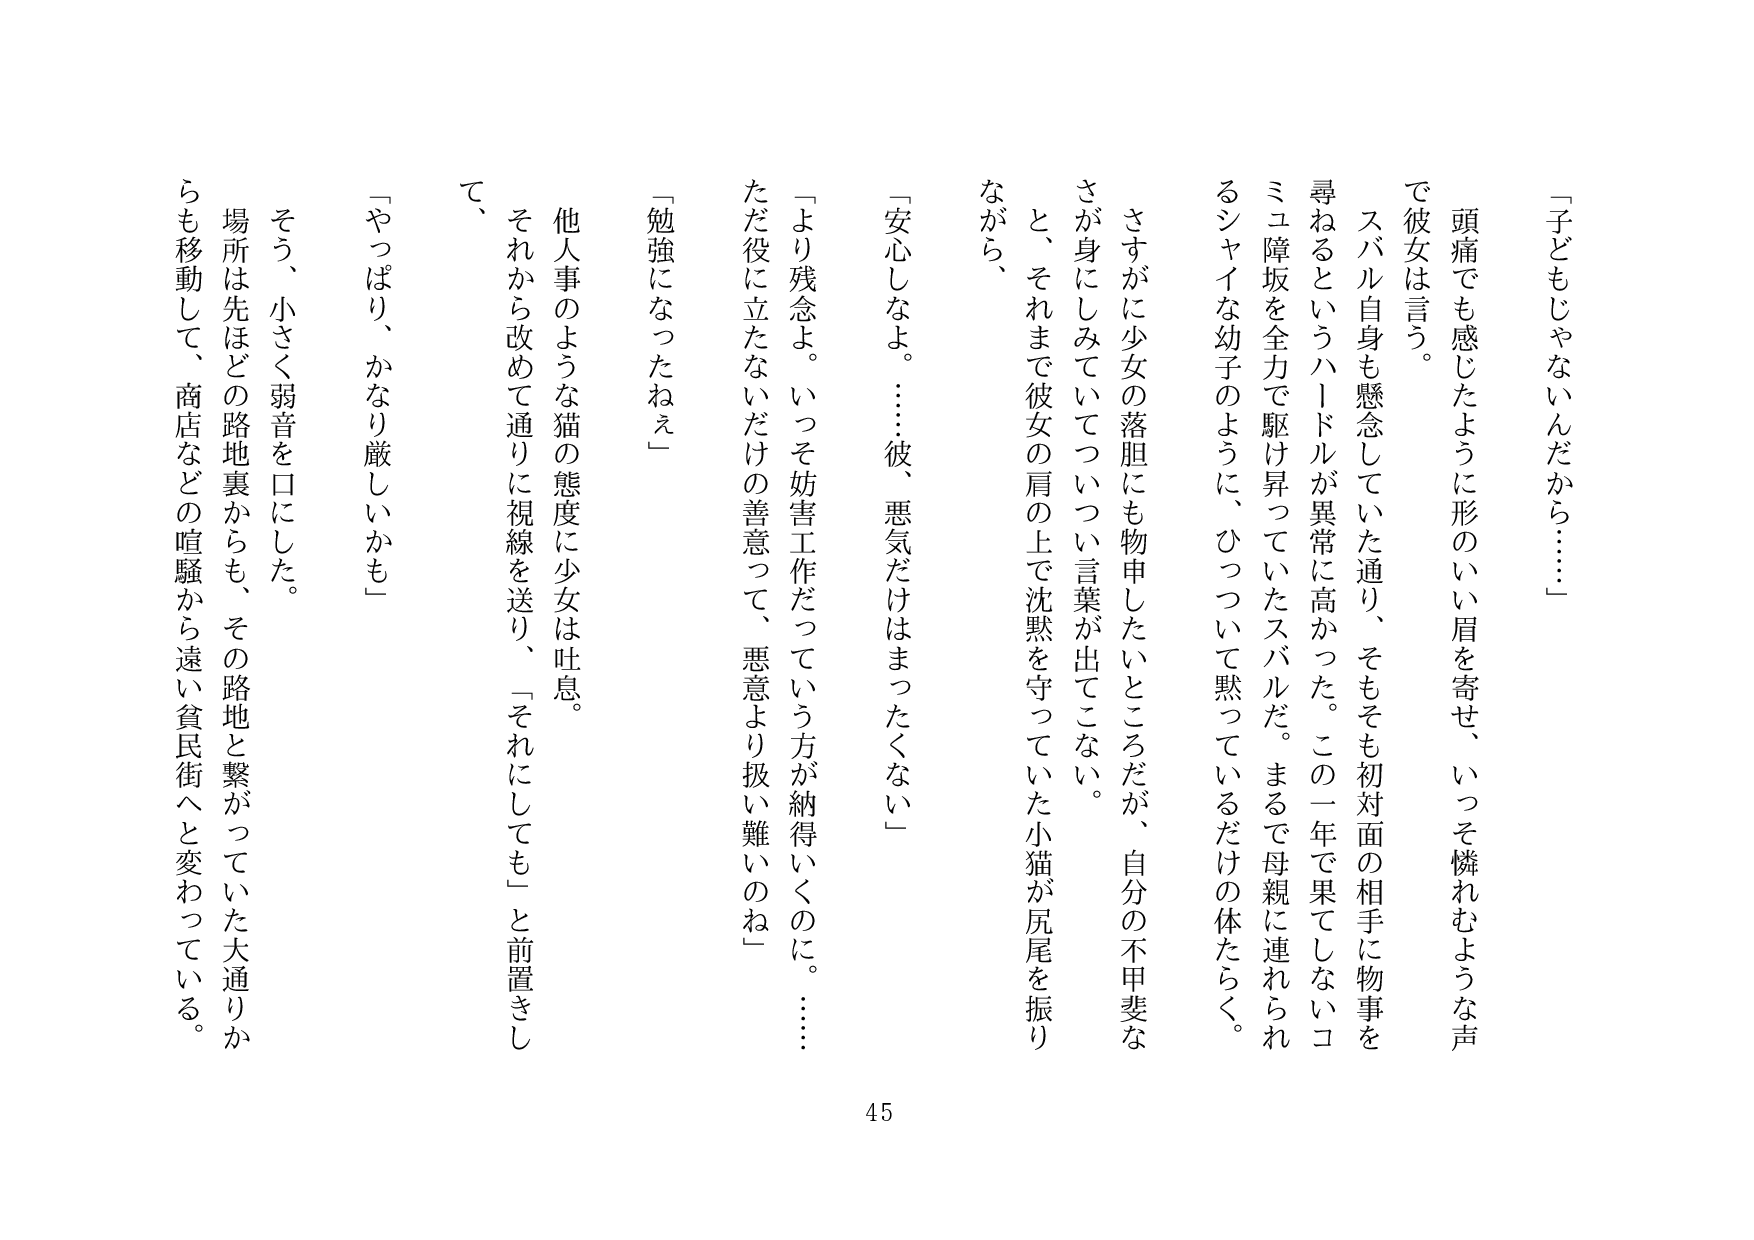 「子どもじゃないんだから……」
頭痛でも感じたように形のいい眉を寄せ、いっそ憐れむような声
で彼女は言う。
スバル自身も懸念していた通り、そもそも初対面の相手に物事を
尋ねるというハードルが異常に高かった。この一年で果てしないコ
ミュ障坂を全力で駆け昇っていたスバルだ。まるで母親に連れられ
るシャイな幼子のように、ひっついて黙っているだけの体たらく。
さすがに少女の落胆にも物申したいところだが、自分の不甲斐な
さが身にしみていてついつい言葉が出てこない。
と、それまで彼女の肩の上で沈黙を守っていた小猫が尻尾を振り
ながら、
「安心しなよ。……彼、悪気だけはまったくない」
「より残念よ。いっそ妨害工作だっていう方が納得いくのに。……
ただ役に立たないだけの善意って、悪意より扱い難いのね」
「勉強になったねぇ」
他人事のような猫の態度に少女は吐息。
それから改めて通りに視線を送り、「それにしても」と前置きし
て、
「やっぱり、かなり厳しいかも」
そう、小さく弱音を口にした。
場所は先ほどの路地裏からも、その路地と繋がっていた大通りか
らも移動して、商店などの喧騒から遠い貧民街へと変わっている。
45